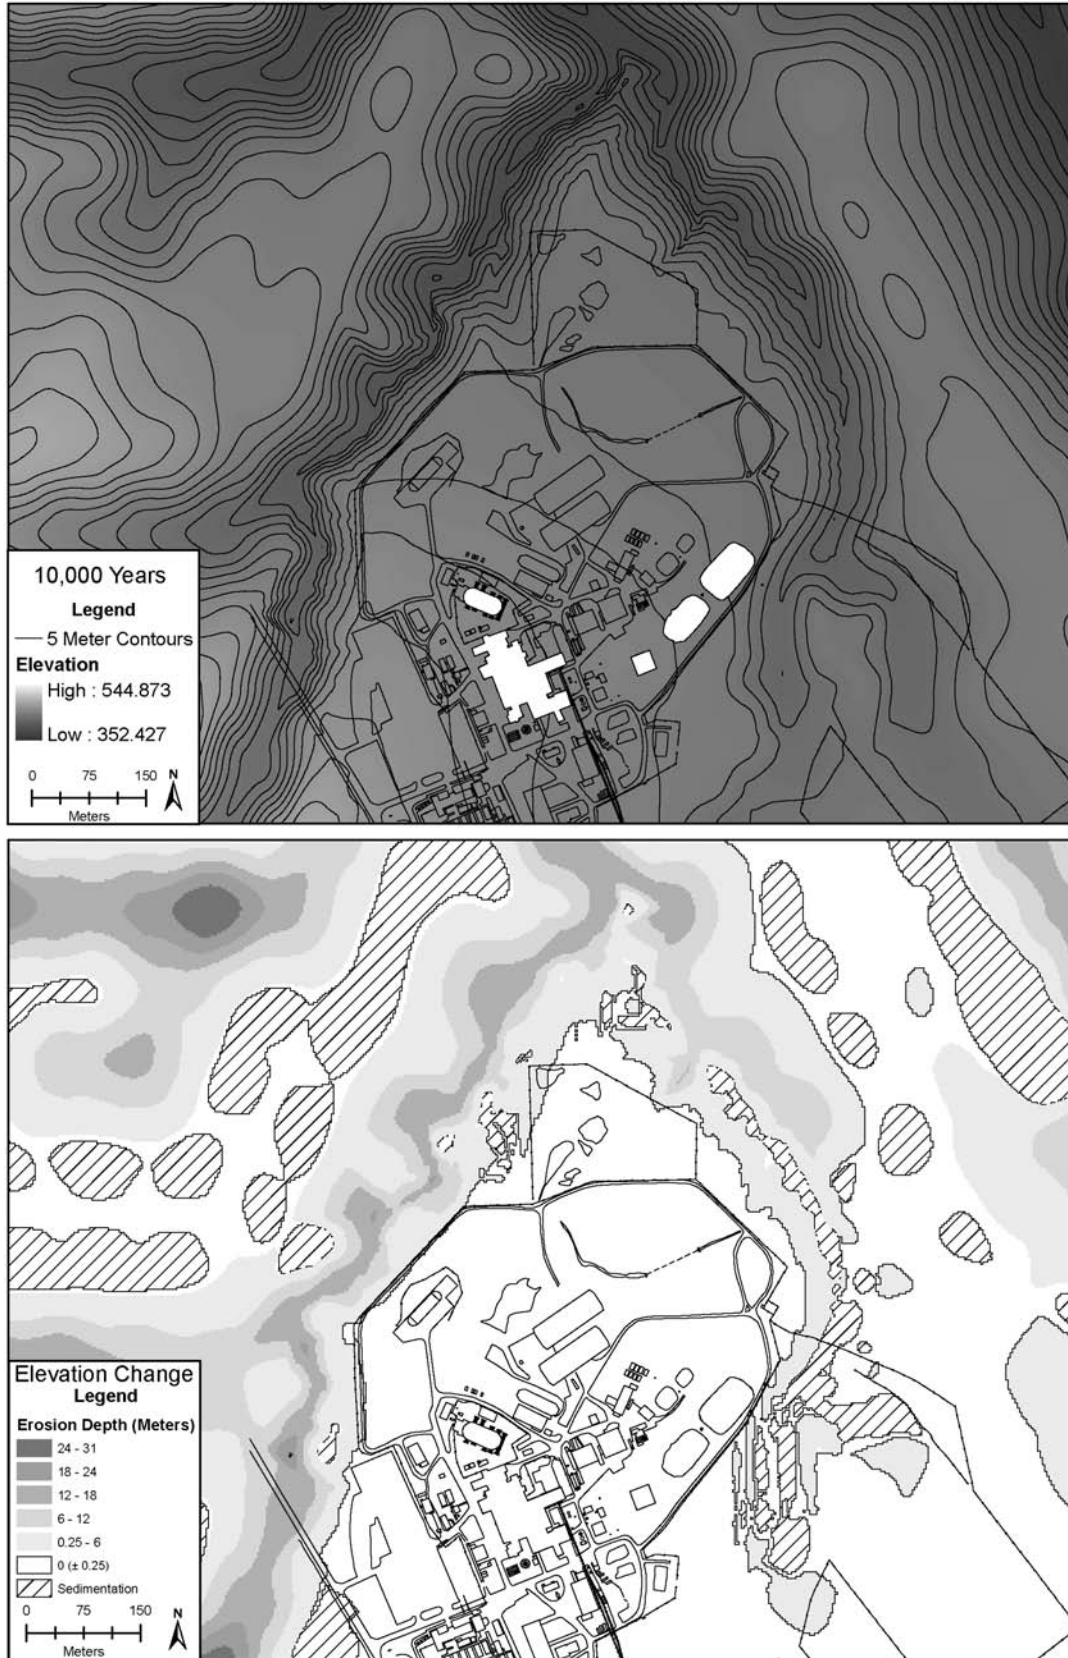 10,000 Years
Legend
5 Meter Contours
Elevation
High : 544.873
Low : 352.427
0 75 150 N
Meters
Elevation Change
Legend
Erosion Depth (Meters)
24 - 31
18 - 24
12 - 18
6 - 12
0.25 - 6
0 (± 0.25)
Sedimentation
0 75 150 N
Meters